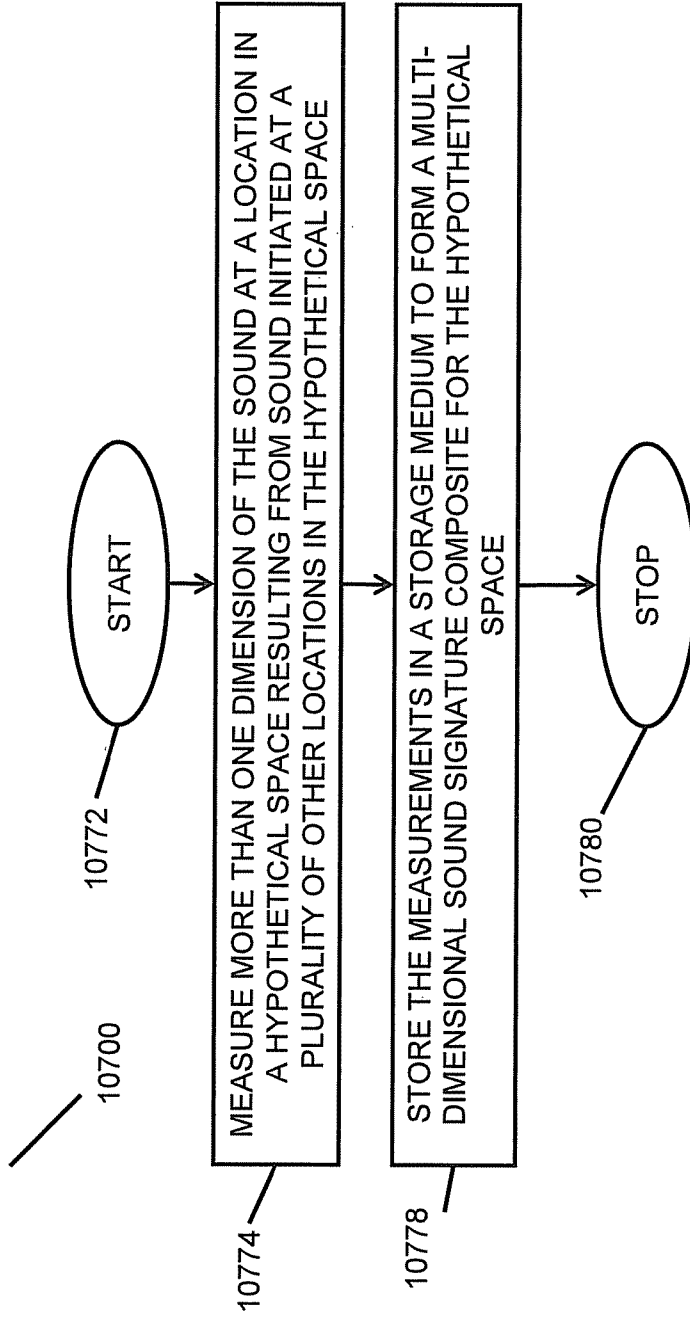 10700
10772
START
10774
MEASURE MORE THAN ONE DIMENSION OF THE SOUND AT A LOCATION IN
A HYPOTHETICAL SPACE RESULTING FROM SOUND INITIATED AT A
PLURALITY OF OTHER LOCATIONS IN THE HYPOTHETICAL SPACE
10778
STORE THE MEASUREMENTS IN A STORAGE MEDIUM TO FORM A MULTI-
DIMENSIONAL SOUND SIGNATURE COMPOSITE FOR THE HYPOTHETICAL
SPACE
10780
STOP